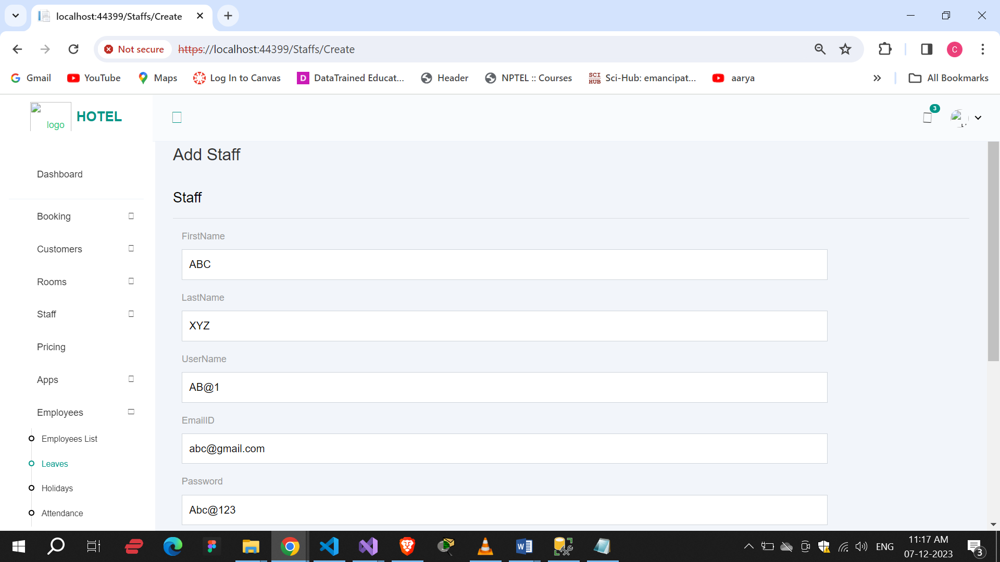 localhost:44399/Staffs/Create
Not secure
https://localhost:44399/Staffs/Create
C
Gmail
YouTube
Maps
Log In to Canvas
D
DataTrained Educat...
Header
NPTEL :: Courses
SCI HUB
Sci-Hub: emancipat...
aarya
»
All Bookmarks
logo
HOTEL
3
Dashboard
Booking
Customers
Rooms
Staff
Pricing
Apps
Employees
Employees List
Leaves
Holidays
Attendance
Add Staff
Staff
FirstName
ABC
LastName
XYZ
UserName
AB@1
EmailID
abc@gmail.com
Password
Abc@123
ENG
11:17 AM
07-12-2023
3